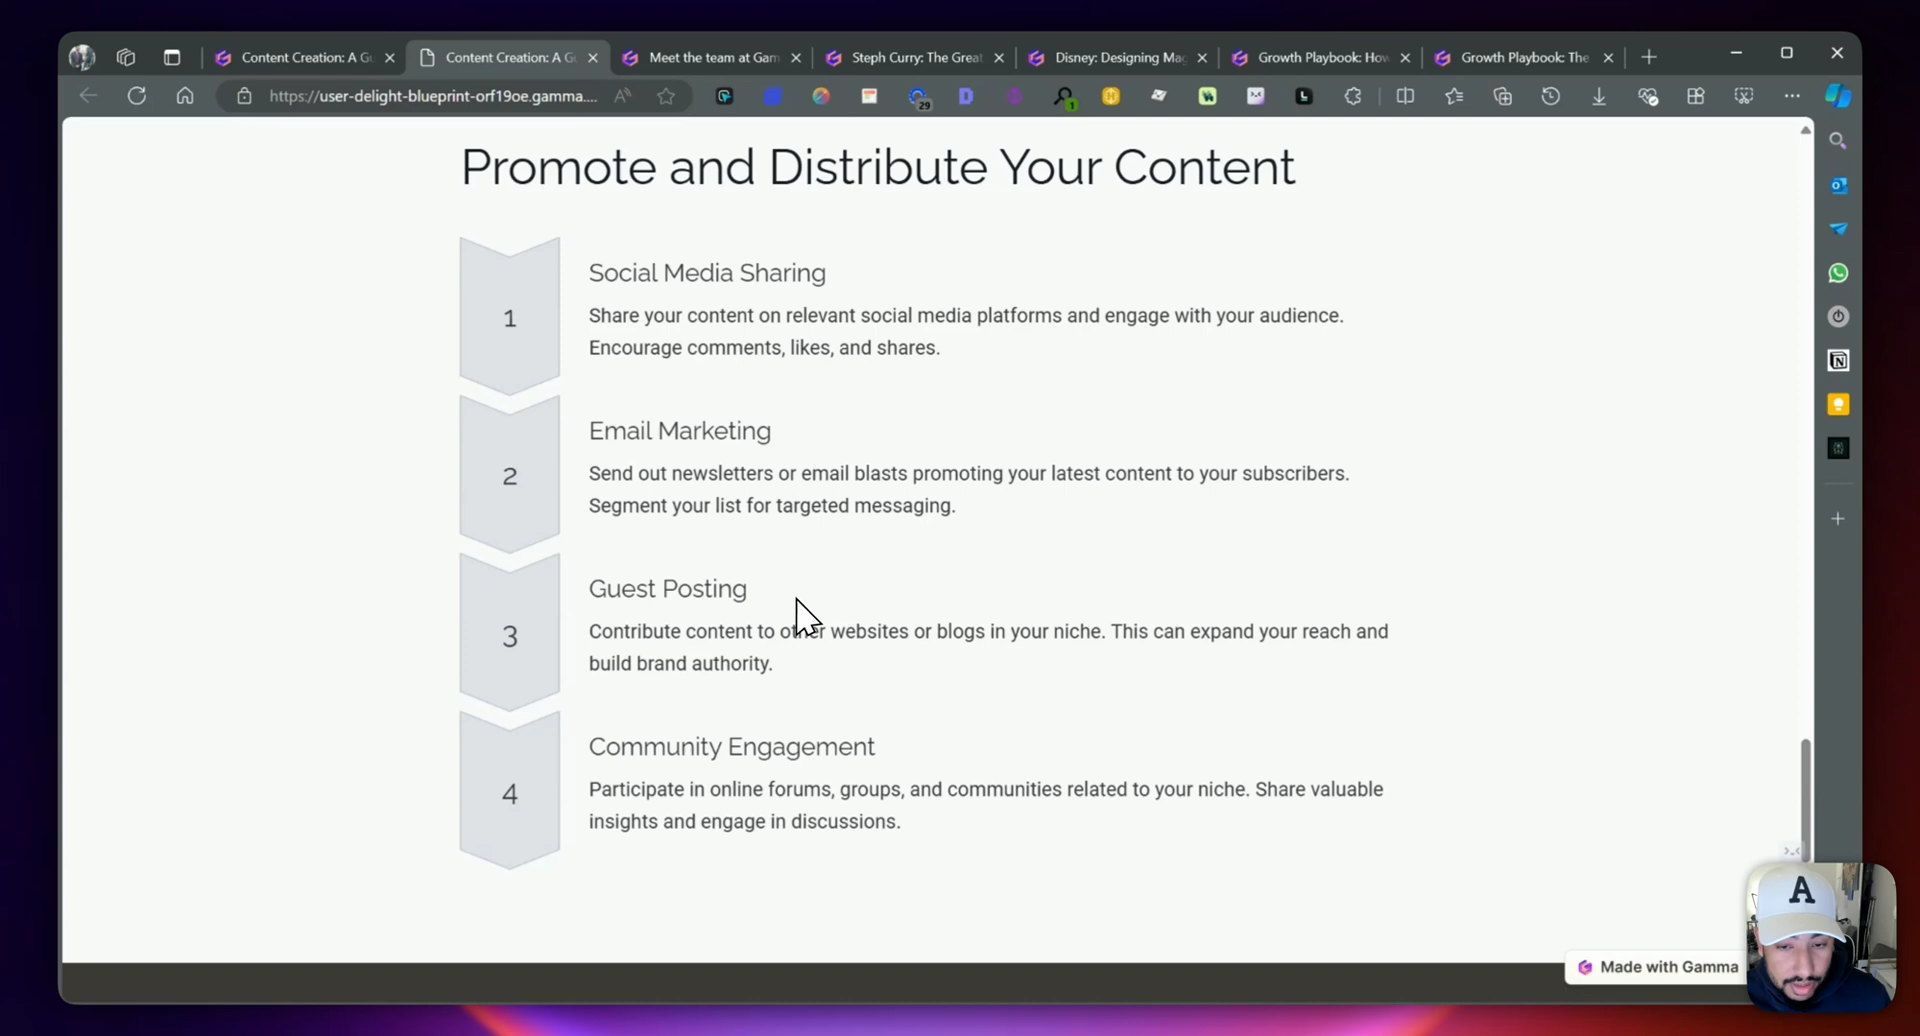 Content Creation: A Gu
Content Creation: A Gu
Meet the team at Gam
Steph Curry: The Great
Disney: Designing Mag
Growth Playbook: How
Growth Playbook: The
https://user-delight-blueprint-orf19oe.gamma....
29
1
Promote and Distribute Your Content
1
Social Media Sharing
Share your content on relevant social media platforms and engage with your audience.
Encourage comments, likes, and shares.
2
Email Marketing
Send out newsletters or email blasts promoting your latest content to your subscribers.
Segment your list for targeted messaging.
3
Guest Posting
Contribute content to other websites or blogs in your niche. This can expand your reach and
build brand authority.
4
Community Engagement
Participate in online forums, groups, and communities related to your niche. Share valuable
insights and engage in discussions.
Made with Gamma
A